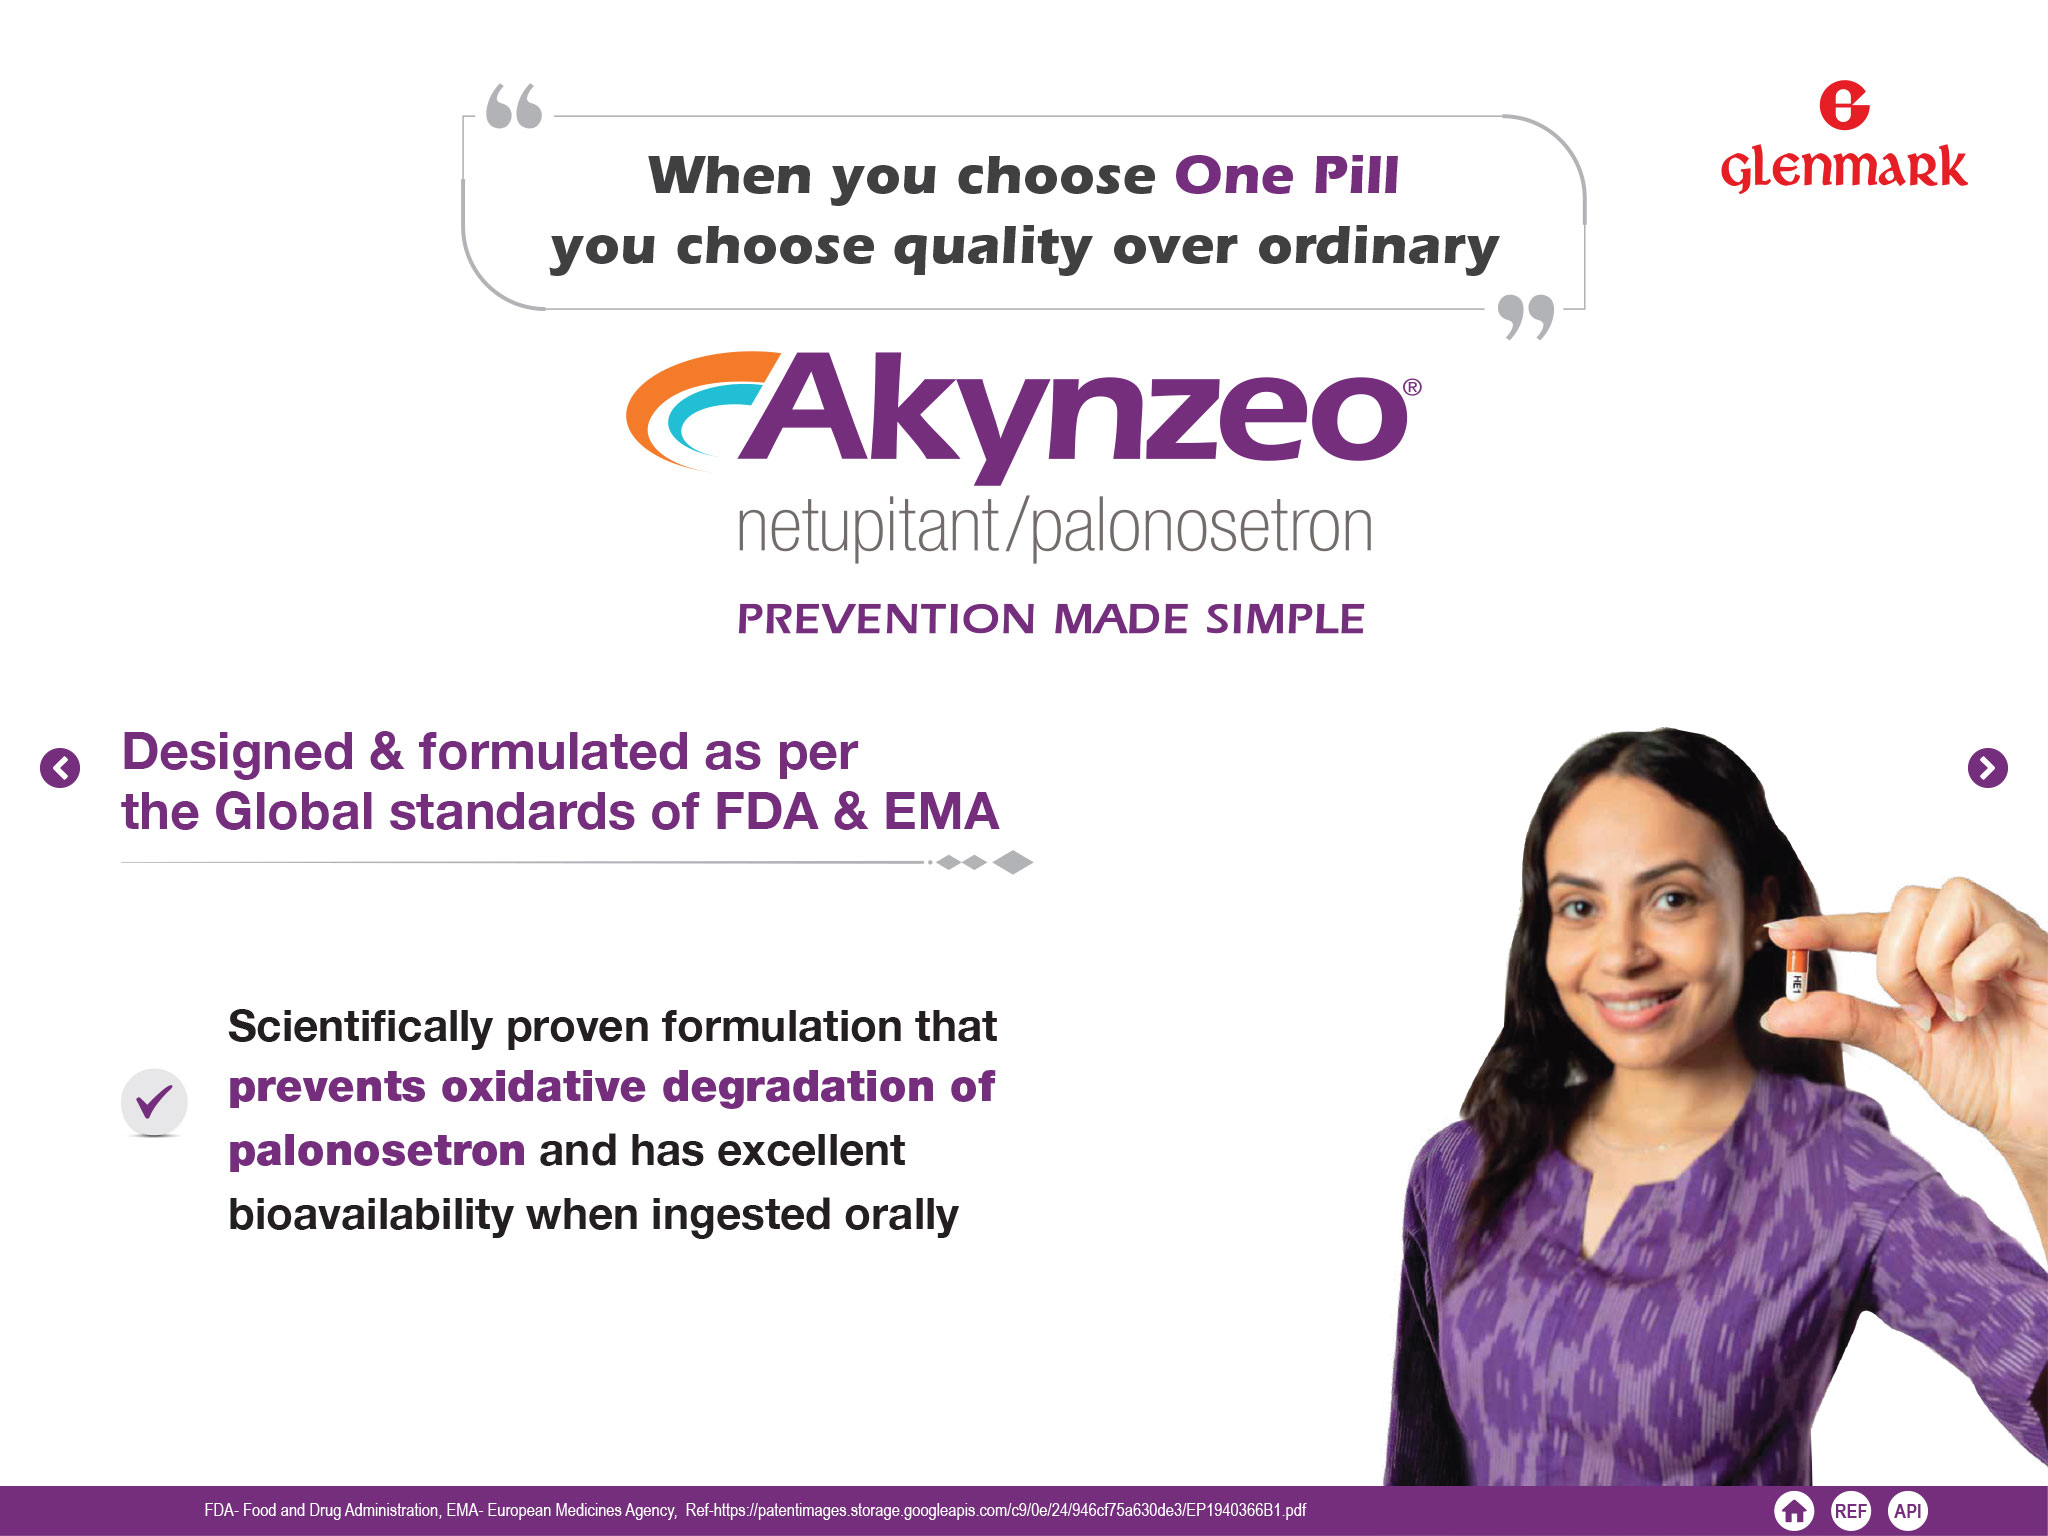 “
When you choose One Pill
you choose quality over ordinary
”
GLENMARK
Akynzeo®
netupitant/palonosetron
PREVENTION MADE SIMPLE
Designed & formulated as per
the Global standards of FDA & EMA
Scientifically proven formulation that
prevents oxidative degradation of
palonosetron and has excellent
bioavailability when ingested orally
HE1
FDA- Food and Drug Administration, EMA- European Medicines Agency, Ref-https://patentimages.storage.googleapis.com/c9/0e/24/946cf75a630de3/EP1940366B1.pdf
REF
API